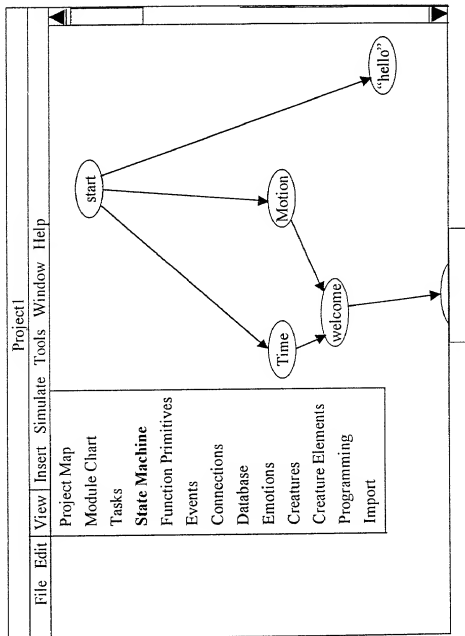 Project1
File Edit View Insert Simulate Tools Window Help
Project Map
Module Chart
Tasks
State Machine
Function Primitives
Events
Connections
Database
Emotions
Creatures
Creature Elements
Programming
Import
start
Time
Motion
"hello"
welcome